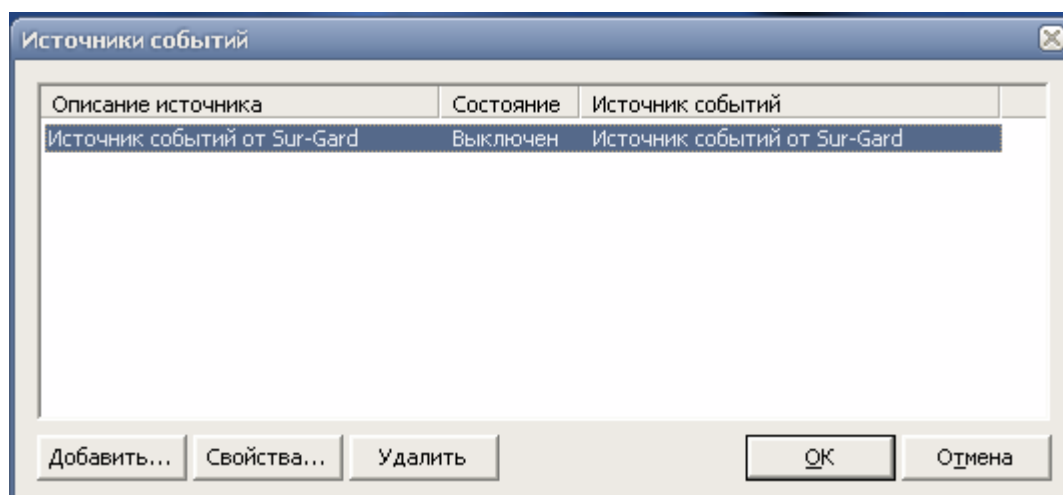 Источники событий
Описание источника Состояние Источник событий
Источник событий от Sur-Gard Выключен Источник событий от Sur-Gard
Добавить... Свойства... Удалить ОК Отмена